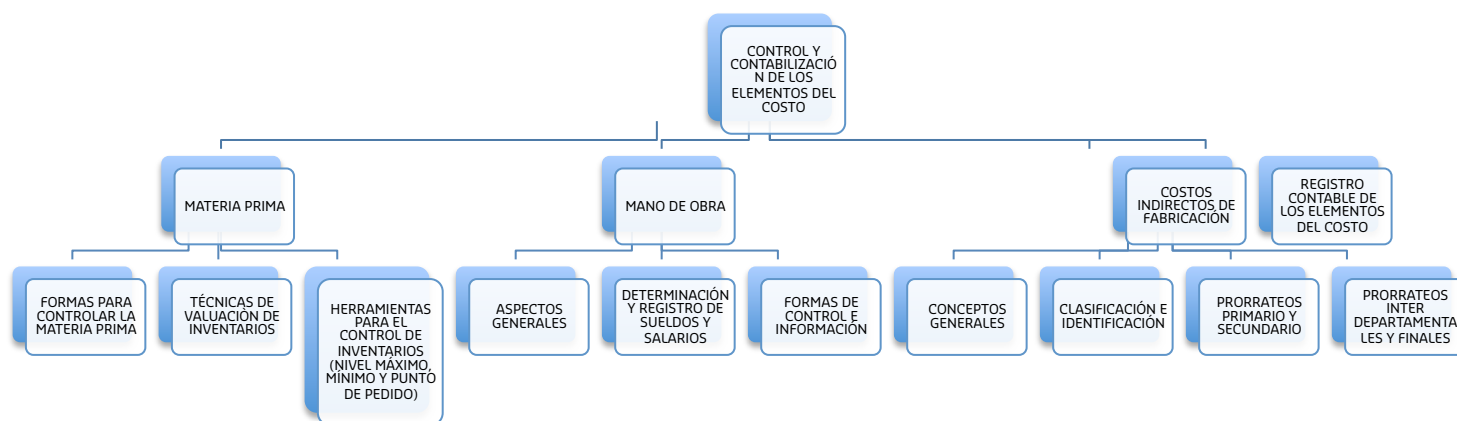 CONTROL Y
CONTABILIZACIÓ
N DE LOS
ELEMENTOS DEL
COSTO
MATERIA PRIMA
MANO DE OBRA
COSTOS
INDIRECTOS DE
FABRICACIÓN
REGISTRO
CONTABLE DE
LOS ELEMENTOS
DEL COSTO
FORMAS PARA
CONTROLAR LA
MATERIA PRIMA
TÉCNICAS DE
VALUACIÒN DE
INVENTARIOS
HERRAMIENTAS
PARA EL
CONTROL DE
INVENTARIOS
(NIVEL MÁXIMO,
MÍNIMO Y PUNTO
DE PEDIDO)
ASPECTOS
GENERALES
DETERMINACIÓN
Y REGISTRO DE
SUELDOS Y
SALARIOS
FORMAS DE
CONTROL E
INFORMACIÓN
CONCEPTOS
GENERALES
CLASIFICACIÓN E
IDENTIFICACIÓN
PRORRATEOS
PRIMARIO Y
SECUNDARIO
PRORRATEOS
INTER
DEPARTAMENTA
LES Y FINALES